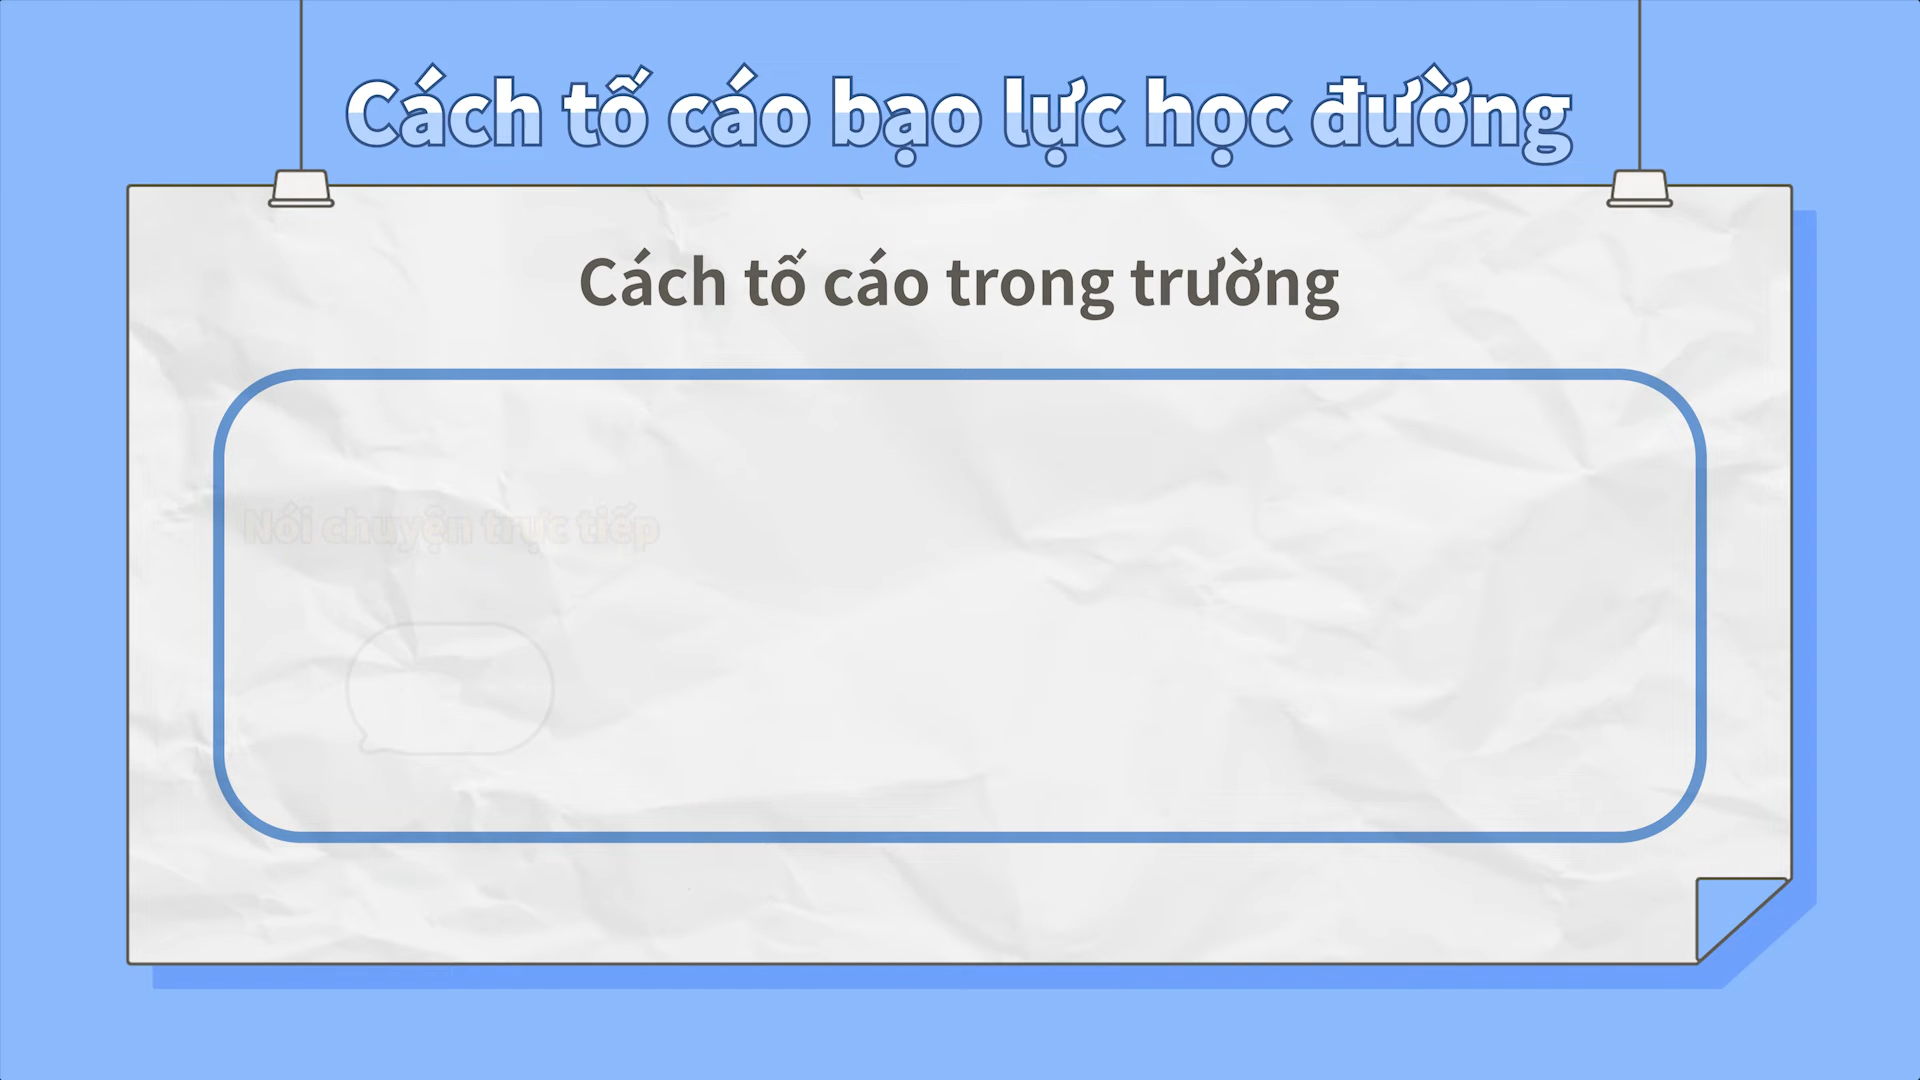 Cách tố cáo bạo lực học đường
Cách tố cáo trong trường
Nói chuyện trực tiếp